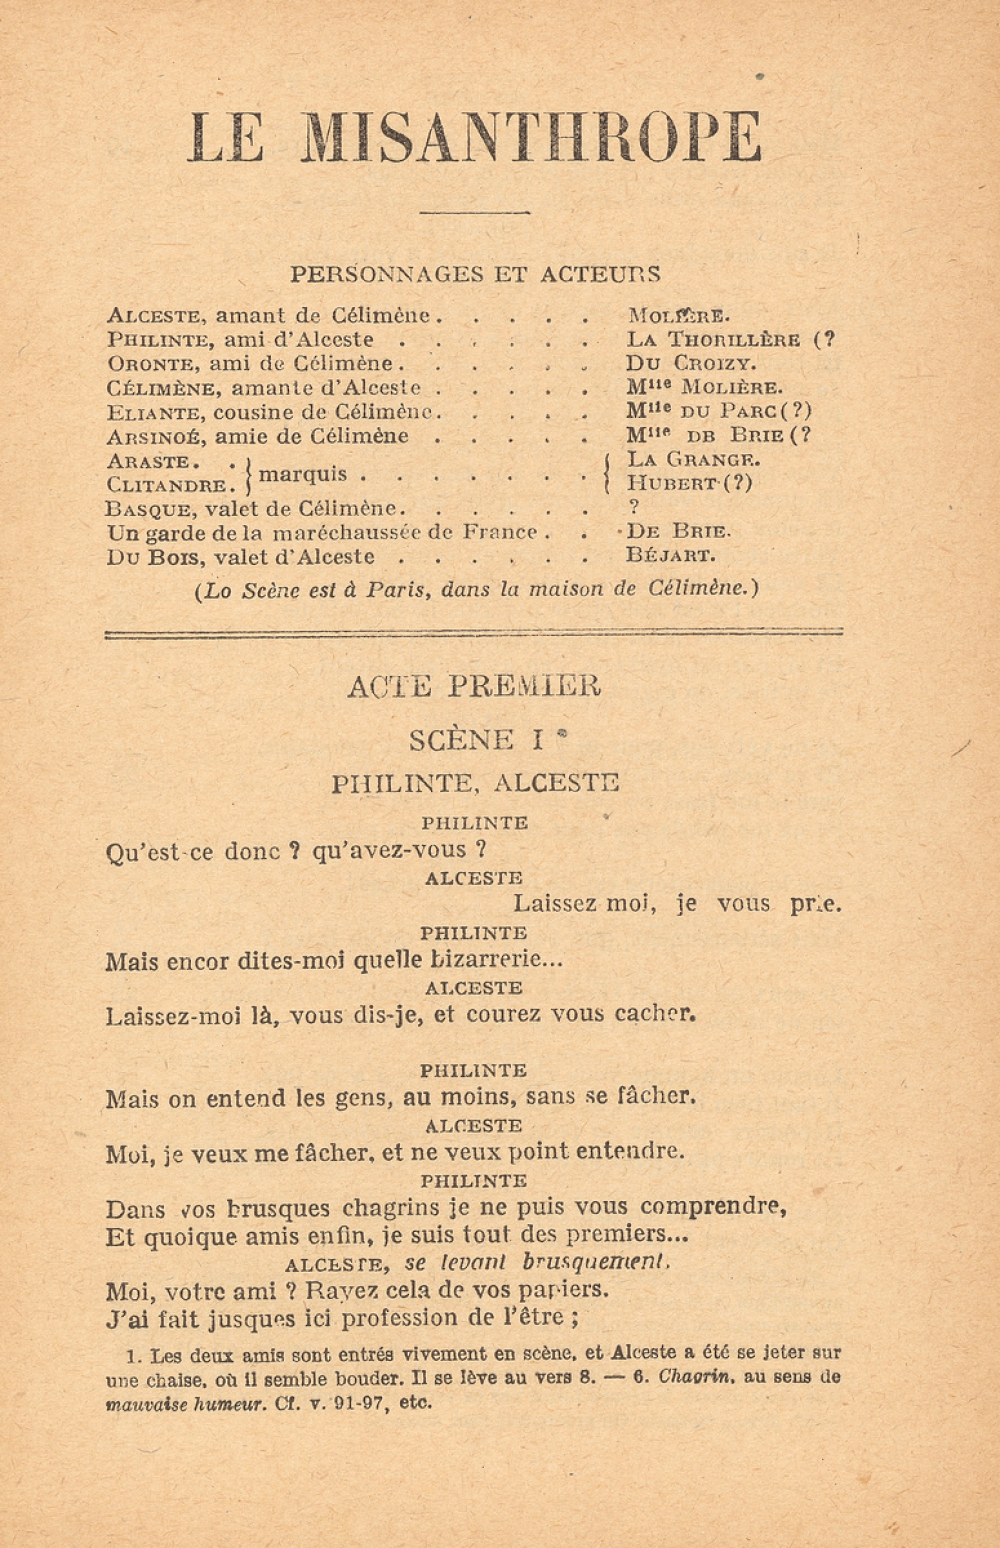 LE MISANTHROPE
PERSONNAGES ET ACTEURS
ALCESTE, amant de Célimène . . . . . MOLIÈRE.
PHILINTE, ami d'Alceste . . . . . . LA THORILLÈRE (?
ORONTE, ami de Célimène . . . . . . DU CROIZY.
CÉLIMÈNE, amante d'Alceste . . . . . Mlle MOLIÈRE.
ELIANTE, cousine de Célimène . . . . . Mlle DU PARC (?)
ARSINOÉ, amie de Célimène . . . . . Mlle DB BRIE (?
ARASTE . . } marquis . . . . . . . { LA GRANGE.
CLITANDRE . } { HUBERT (?)
BASQUE, valet de Célimène . . . . . . ?
Un garde de la maréchaussée de France . . DE BRIE.
DU BOIS, valet d'Alceste . . . . . . BÉJART.
(Lo Scène est à Paris, dans la maison de Célimène.)
ACTE PREMIER
SCÈNE I *
PHILINTE, ALCESTE
PHILINTE
Qu'est-ce donc ? qu'avez-vous ?
ALCESTE
Laissez moi, je vous prie.
PHILINTE
Mais encor dites-moi quelle bizarrerie...
ALCESTE
Laissez-moi là, vous dis-je, et courez vous cacher.
PHILINTE
Mais on entend les gens, au moins, sans se fâcher.
ALCESTE
Moi, je veux me fâcher, et ne veux point entendre.
PHILINTE
Dans vos brusques chagrins je ne puis vous comprendre,
Et quoique amis enfin, je suis tout des premiers...
ALCESTE, se levant brusquement.
Moi, votre ami ? Rayez cela de vos papiers.
J'ai fait jusques ici profession de l'être ;
1. Les deux amis sont entrés vivement en scène, et Alceste a été se jeter sur
une chaise, où il semble bouder. Il se lève au vers 8. — 6. Chagrin, au sens de
mauvaise humeur. Cf. v. 91-97, etc.